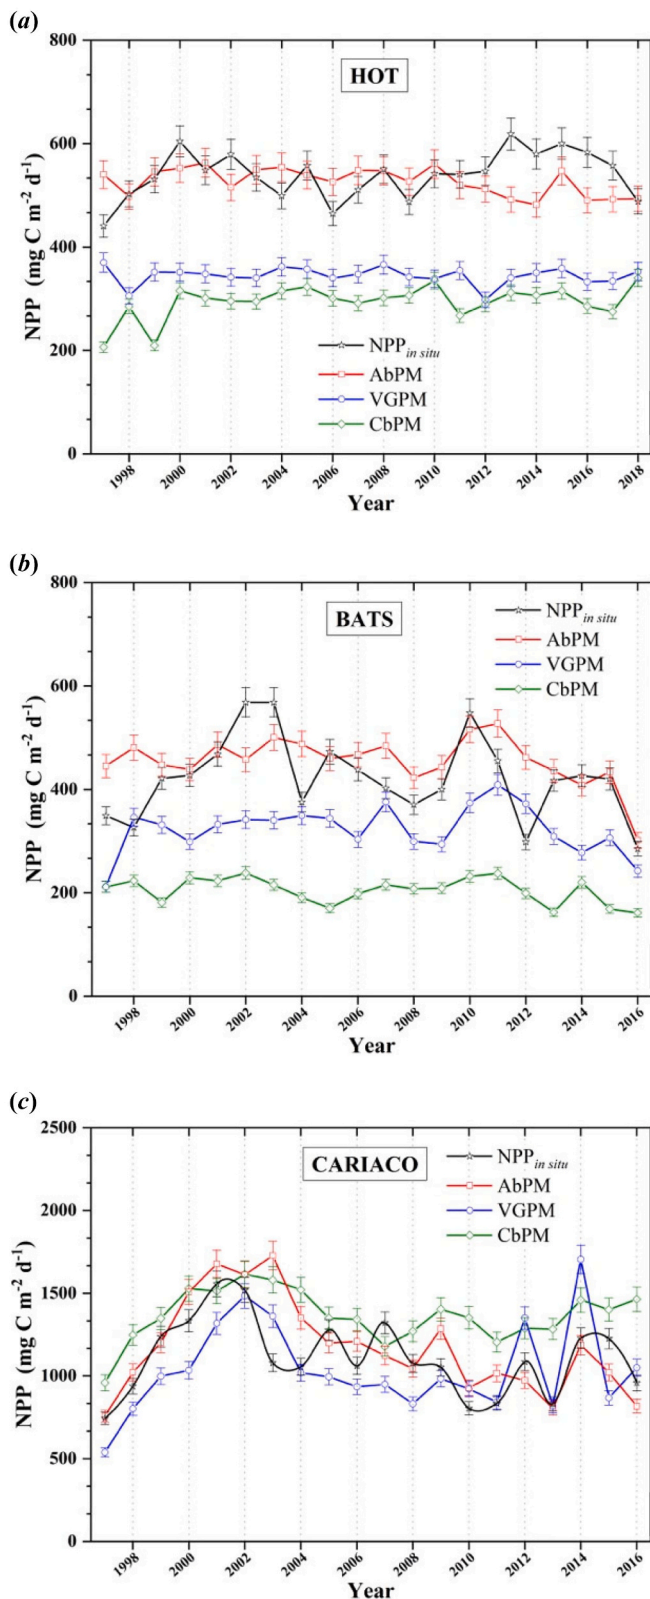 (a)
800
HOT
600
400
200
0
NPP (mg C m-2 d-1)
NPPin situ
AbPM
VGPM
CbPM
1998 2000 2002 2004 2006 2008 2010 2012 2014 2016 2018
Year
(b)
800
BATS
600
400
200
0
NPP (mg C m-2 d-1)
NPPin situ
AbPM
VGPM
CbPM
1998 2000 2002 2004 2006 2008 2010 2012 2014 2016
Year
(c)
2500
CARIACO
2000
1500
1000
500
0
NPP (mg C m-2 d-1)
NPPin situ
AbPM
VGPM
CbPM
1998 2000 2002 2004 2006 2008 2010 2012 2014 2016
Year